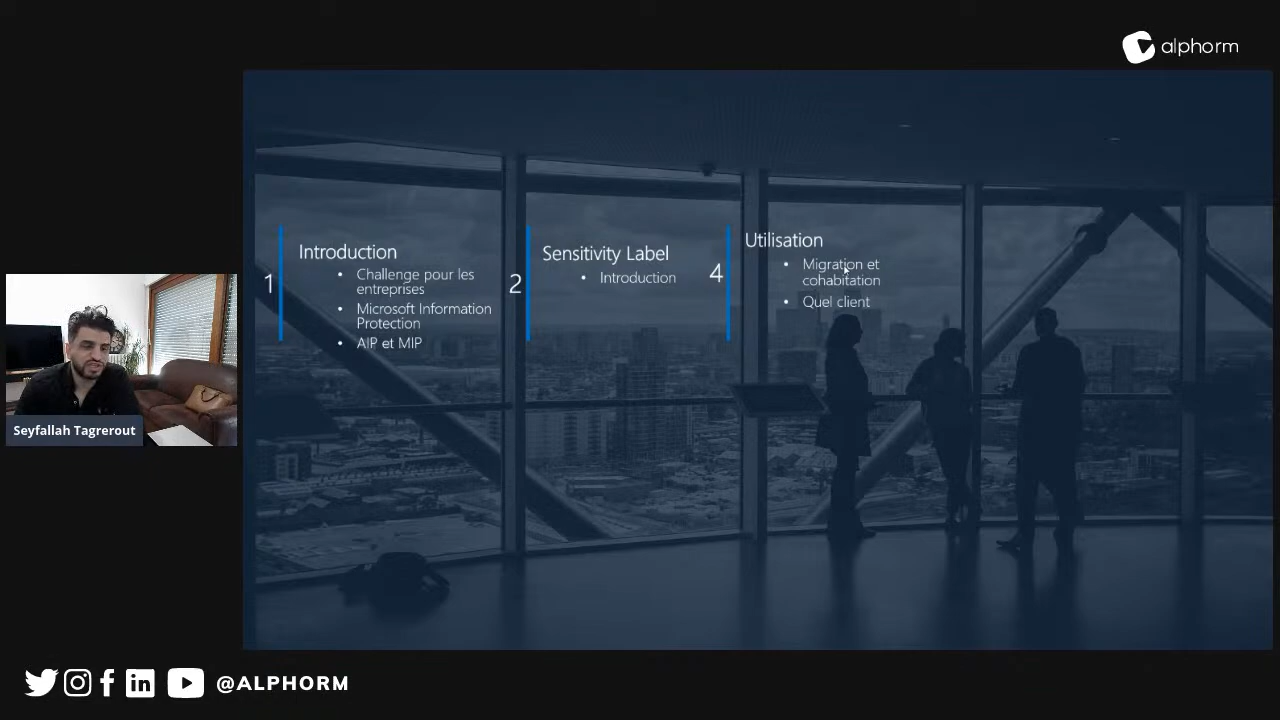 alphorm
1
Introduction
• Challenge pour les
entreprises
• Microsoft Information
Protection
• AIP et MIP
2
Sensitivity Label
• Introduction
4
Utilisation
• Migration et
cohabitation
• Quel client
Seyfallah Tagrerout
@ALPHORM